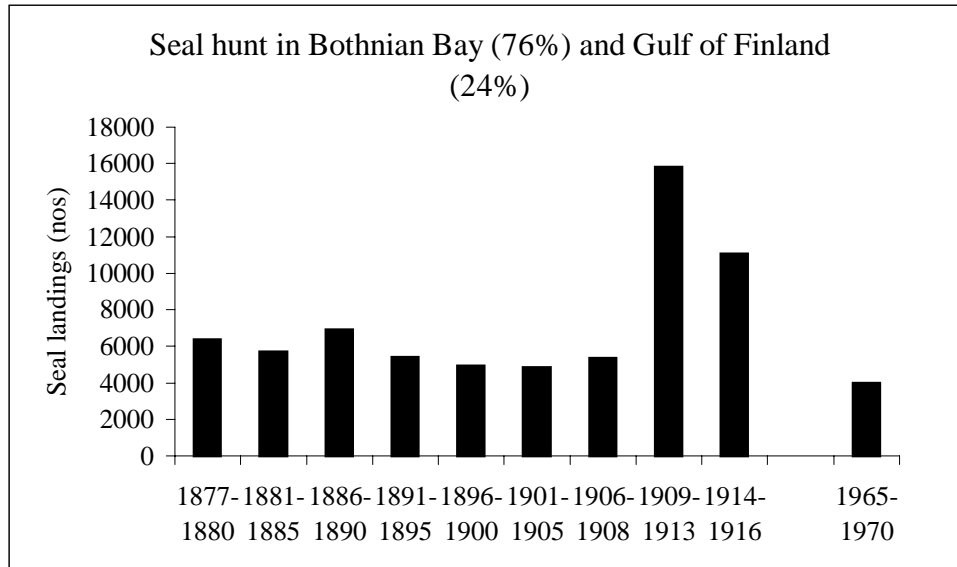 Seal hunt in Bothnian Bay (76%) and Gulf of Finland
(24%)
18000
16000
14000
12000
10000
8000
6000
4000
2000
0
Seal landings (nos)
1877- 1881- 1886- 1891- 1896- 1901- 1906- 1909- 1914- 1965-
1880 1885 1890 1895 1900 1905 1908 1913 1916 1970